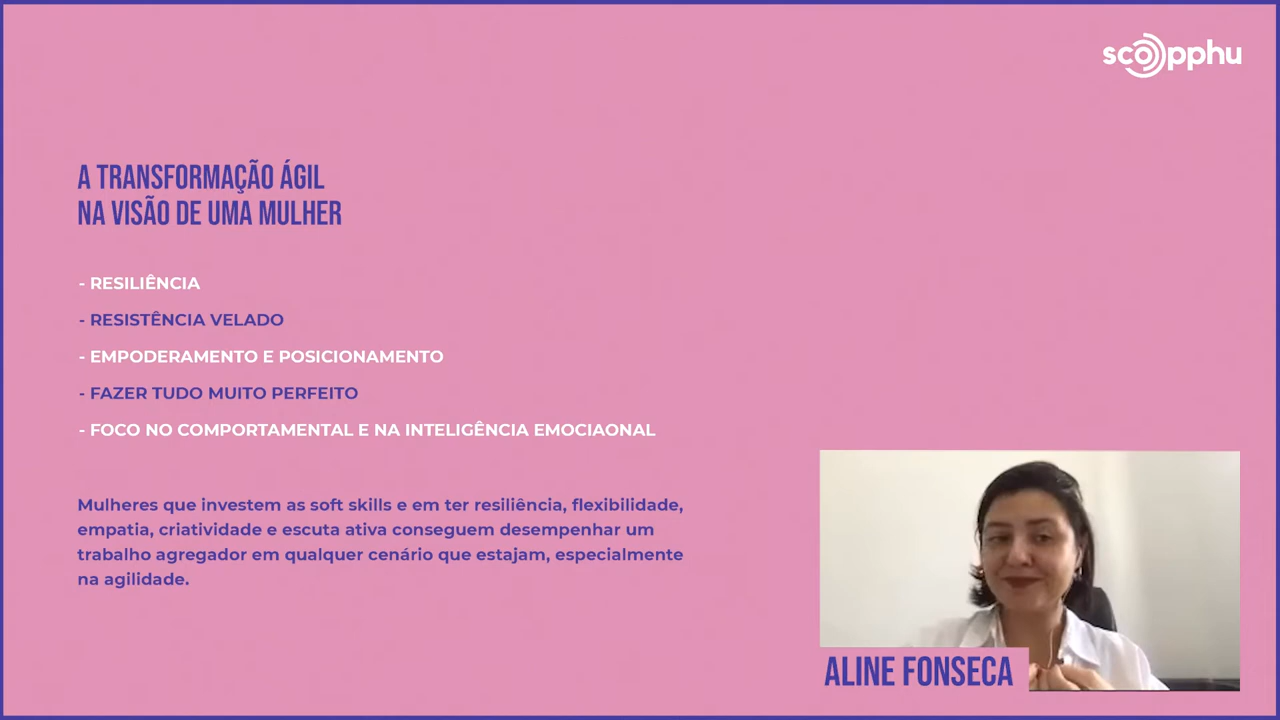 scopphu
A TRANSFORMAÇÃO ÁGIL
NA VISÃO DE UMA MULHER
- RESILIÊNCIA
- RESISTÊNCIA VELADO
- EMPODERAMENTO E POSICIONAMENTO
- FAZER TUDO MUITO PERFEITO
- FOCO NO COMPORTAMENTAL E NA INTELIGÊNCIA EMOCIAONAL
Mulheres que investem as soft skills e em ter resiliência, flexibilidade,
empatia, criatividade e escuta ativa conseguem desempenhar um
trabalho agregador em qualquer cenário que estajam, especialmente
na agilidade.
ALINE FONSECA